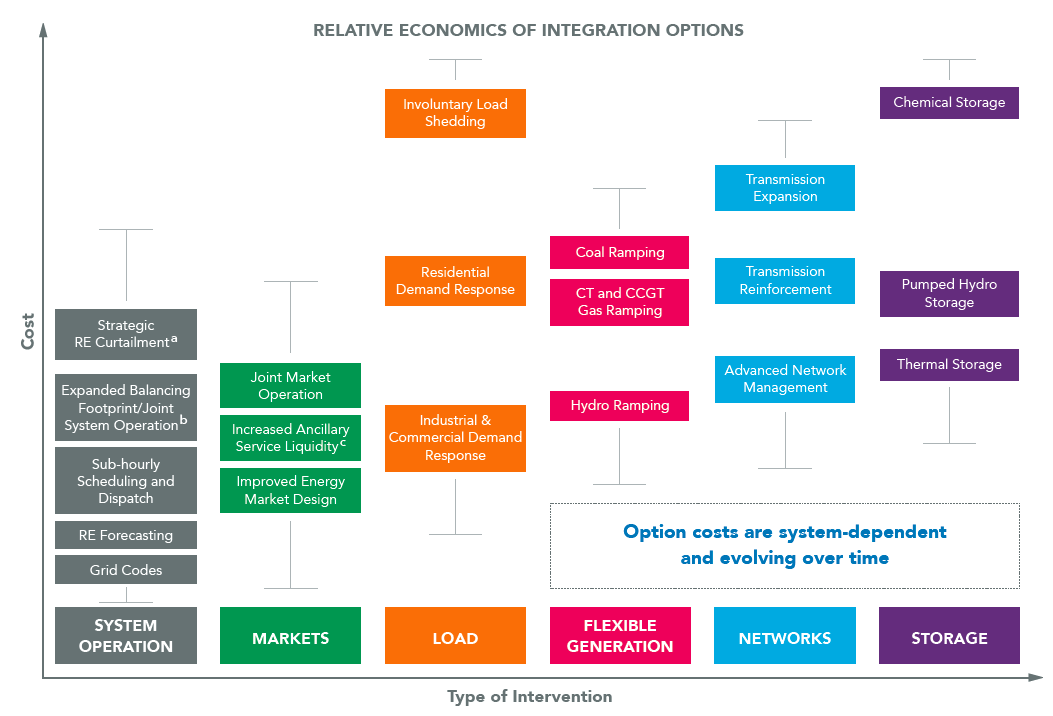 RELATIVE ECONOMICS OF INTEGRATION OPTIONS
Cost
Strategic
RE Curtailmentᵃ
Expanded Balancing
Footprint/Joint
System Operationᵇ
Sub-hourly
Scheduling and
Dispatch
RE Forecasting
Grid Codes
SYSTEM
OPERATION
Joint Market
Operation
Increased Ancillary
Service Liquidityᶜ
Improved Energy
Market Design
MARKETS
Involuntary Load
Shedding
Residential
Demand Response
Industrial &
Commercial Demand
Response
LOAD
Coal Ramping
CT and CCGT
Gas Ramping
Hydro Ramping
FLEXIBLE
GENERATION
Transmission
Expansion
Transmission
Reinforcement
Advanced Network
Management
NETWORKS
Chemical Storage
Pumped Hydro
Storage
Thermal Storage
STORAGE
Option costs are system-dependent
and evolving over time
Type of Intervention